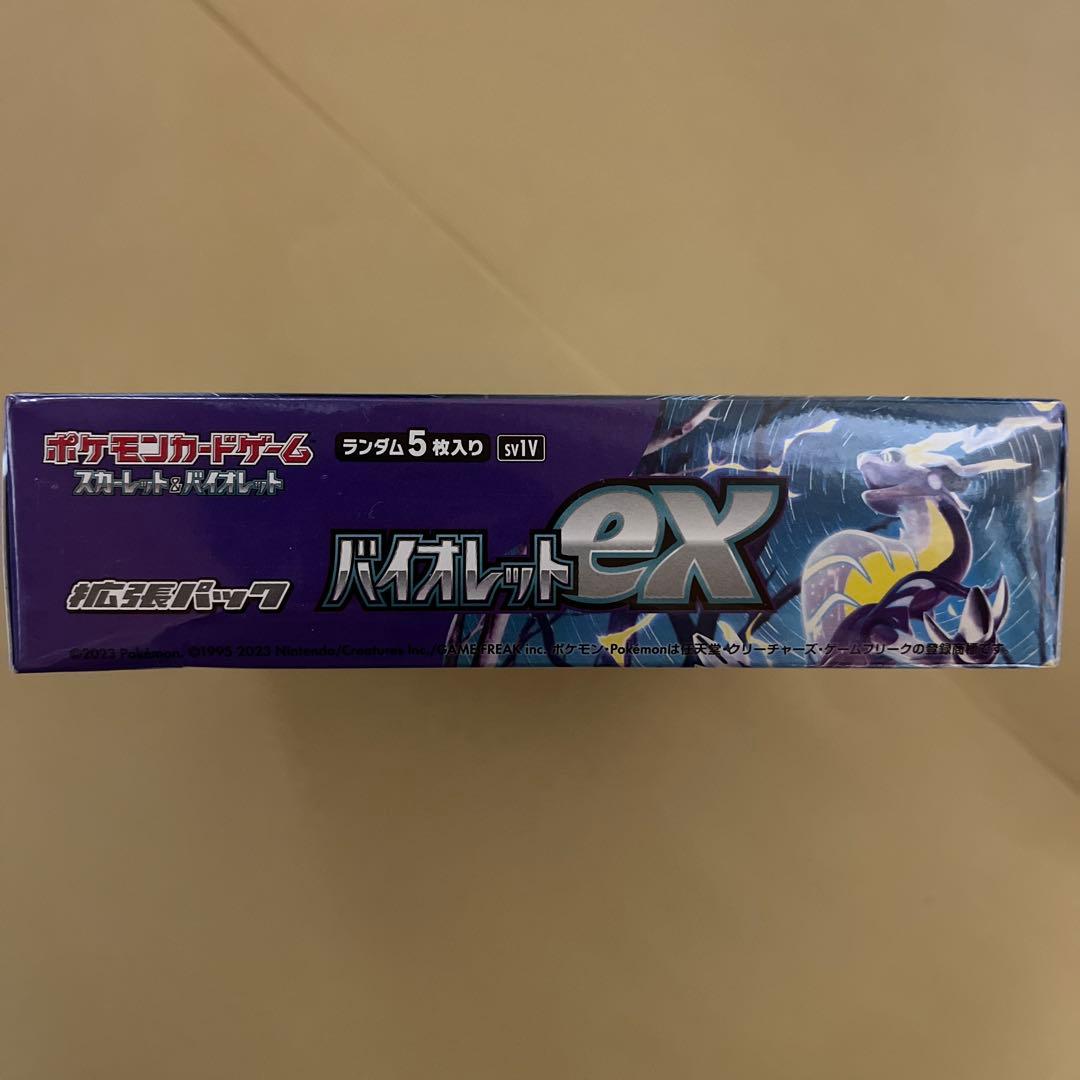 ポケモンカードゲーム
スカーレット&バイオレット
ランダム5枚入り SV1V
バイオレットex
拡張パック
©2023 Pokémon. ©1995 2023 Nintendo/Creatures Inc./GAME FREAK inc. ポケモン・Pokémonは任天堂・クリーチャーズ・ゲームフリークの登録商標です。